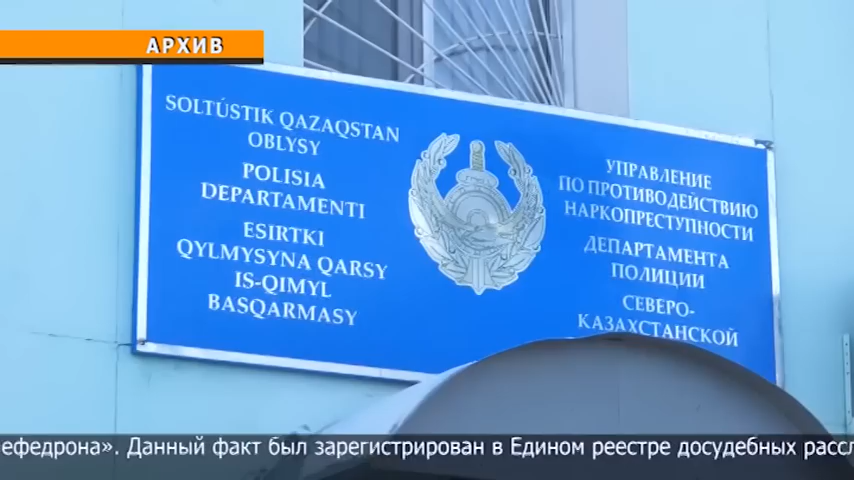 АРХИВ
SOLTÚSTIK QAZAQSTAN
OBLYSY
POLISIA
DEPARTAMENTI
ESIRTKI
QYLMYSYNA QARSY
IS-QIMYL
BASQARMASY
УПРАВЛЕНИЕ
ПО ПРОТИВОДЕЙСТВИЮ
НАРКОПРЕСТУПНОСТИ
ДЕПАРТАМЕНТА
ПОЛИЦИИ
СЕВЕРО-
КАЗАХСТАНСКОЙ
ефедрона». Данный факт был зарегистрирован в Едином реестре досудебных рассл